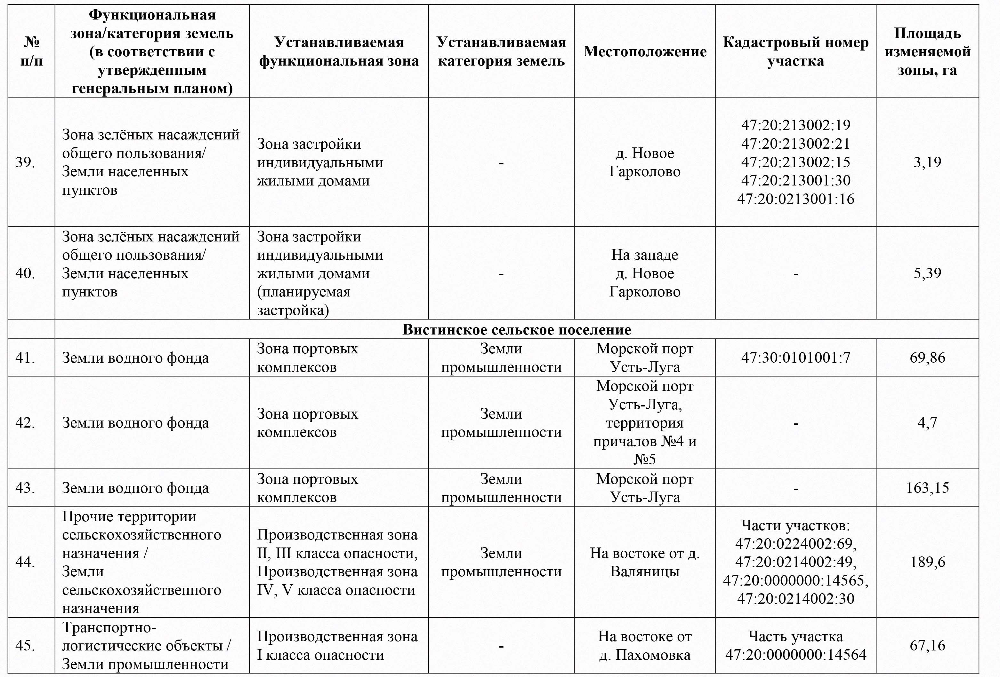 №
п/п
Функциональная
зона/категория земель
(в соответствии с
утвержденным
генеральным планом)
Устанавливаемая
функциональная зона
Устанавливаемая
категория земель
Местоположение
Кадастровый номер
участка
Площадь
изменяемой
зоны, га
39.
Зона зелёных насаждений
общего пользования/
Земли населенных
пунктов
Зона застройки
индивидуальными
жилыми домами
-
д. Новое
Гарколово
47:20:213002:19
47:20:213002:21
47:20:213002:15
47:20:213001:30
47:20:0213001:16
3,19
40.
Зона зелёных насаждений
общего пользования/
Земли населенных
пунктов
Зона застройки
индивидуальными
жилыми домами
(планируемая
застройка)
-
На западе
д. Новое
Гарколово
-
5,39
Вистинское сельское поселение
41.
Земли водного фонда
Зона портовых
комплексов
Земли
промышленности
Морской порт
Усть-Луга
47:30:0101001:7
69,86
42.
Земли водного фонда
Зона портовых
комплексов
Земли
промышленности
Морской порт
Усть-Луга,
территория
причалов №4 и
№5
-
4,7
43.
Земли водного фонда
Зона портовых
комплексов
Земли
промышленности
Морской порт
Усть-Луга
-
163,15
44.
Прочие территории
сельскохозяйственного
назначения /
Земли
сельскохозяйственного
назначения
Производственная зона
II, III класса опасности,
Производственная зона
IV, V класса опасности
Земли
промышленности
На востоке от д.
Валяницы
Части участков:
47:20:0224002:69,
47:20:0214002:49,
47:20:0000000:14565,
47:20:0214002:30
189,6
45.
Транспортно-
логистические объекты /
Земли промышленности
Производственная зона
I класса опасности
-
На востоке от
д. Пахомовка
Часть участка
47:20:0000000:14564
67,16